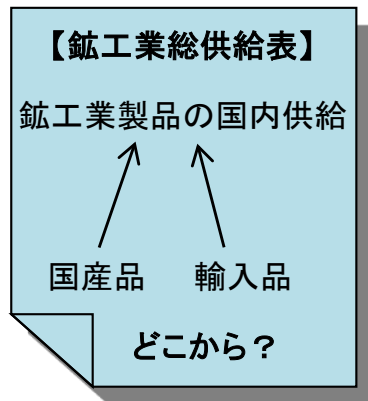 【鉱工業総供給表】
鉱工業製品の国内供給
国産品 輸入品
どこから？